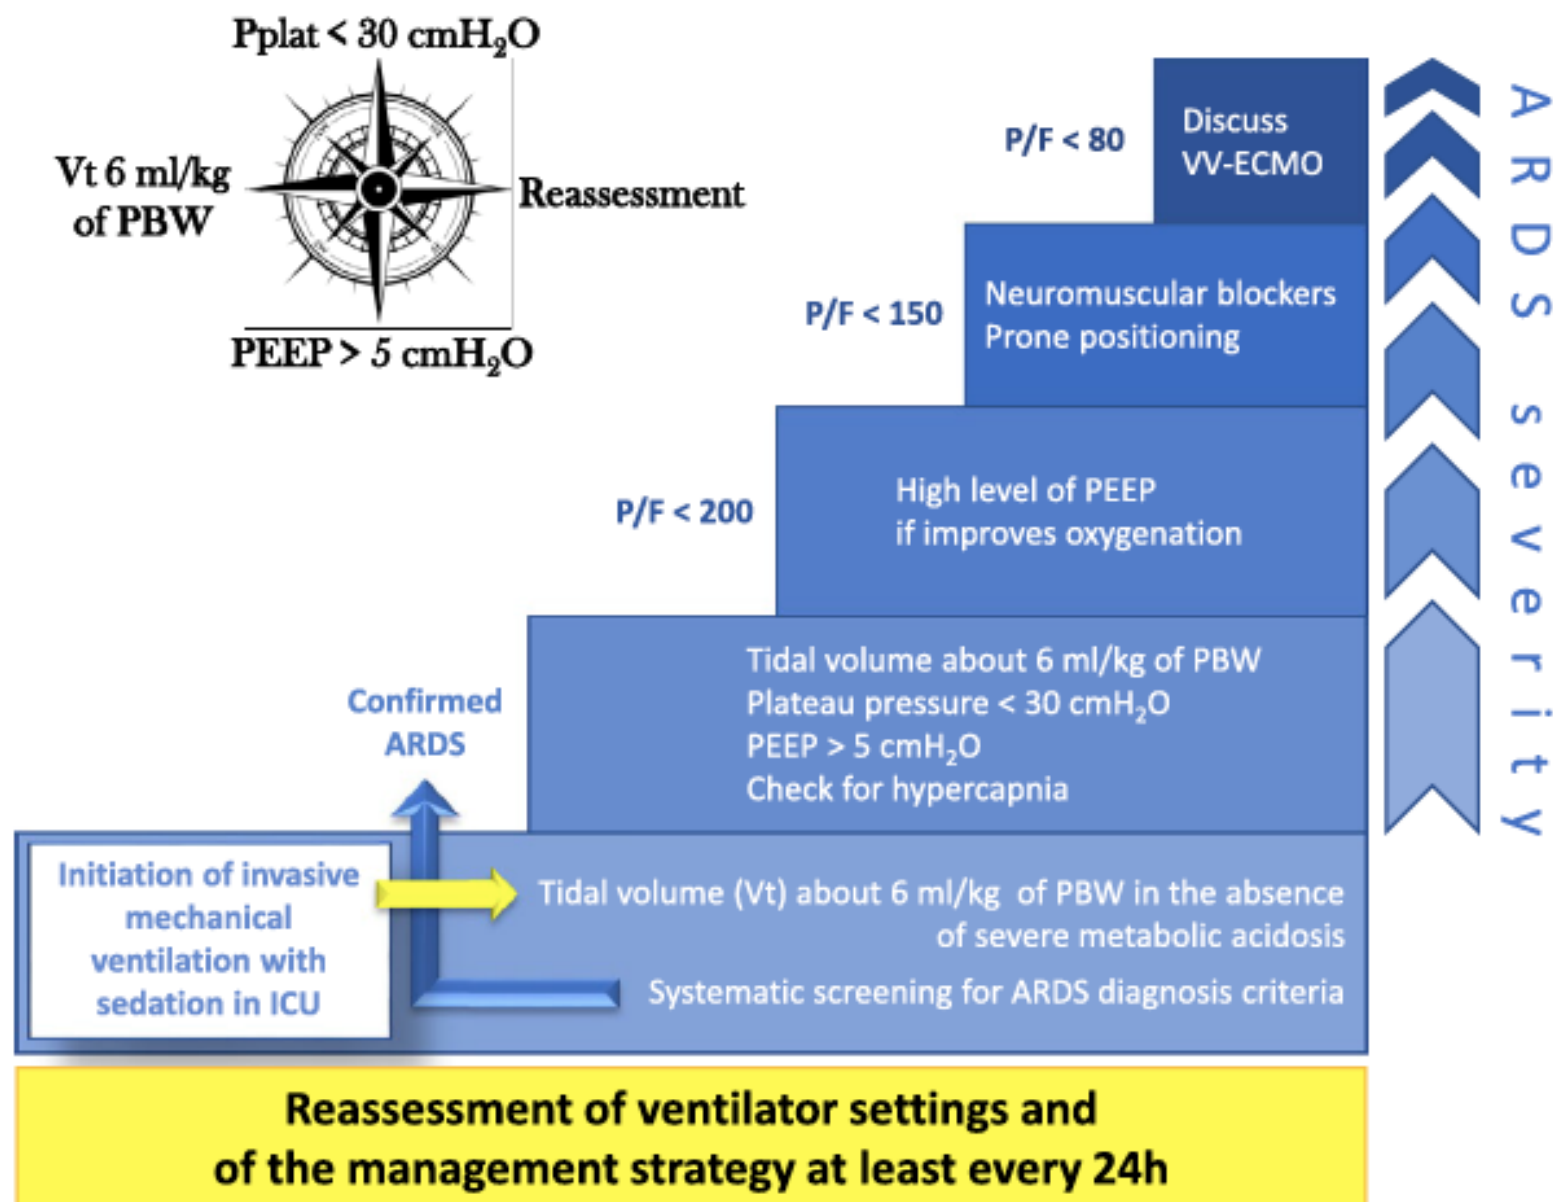 Pplat < 30 cmH₂O
Vt 6 ml/kg
of PBW
Reassessment
PEEP > 5 cmH₂O
P/F < 80
Discuss
VV-ECMO
P/F < 150
Neuromuscular blockers
Prone positioning
P/F < 200
High level of PEEP
if improves oxygenation
Confirmed
ARDS
Tidal volume about 6 ml/kg of PBW
Plateau pressure < 30 cmH₂O
PEEP > 5 cmH₂O
Check for hypercapnia
Initiation of invasive
mechanical
ventilation with
sedation in ICU
Tidal volume (Vt) about 6 ml/kg of PBW in the absence
of severe metabolic acidosis
Systematic screening for ARDS diagnosis criteria
ARDS severity
Reassessment of ventilator settings and
of the management strategy at least every 24h